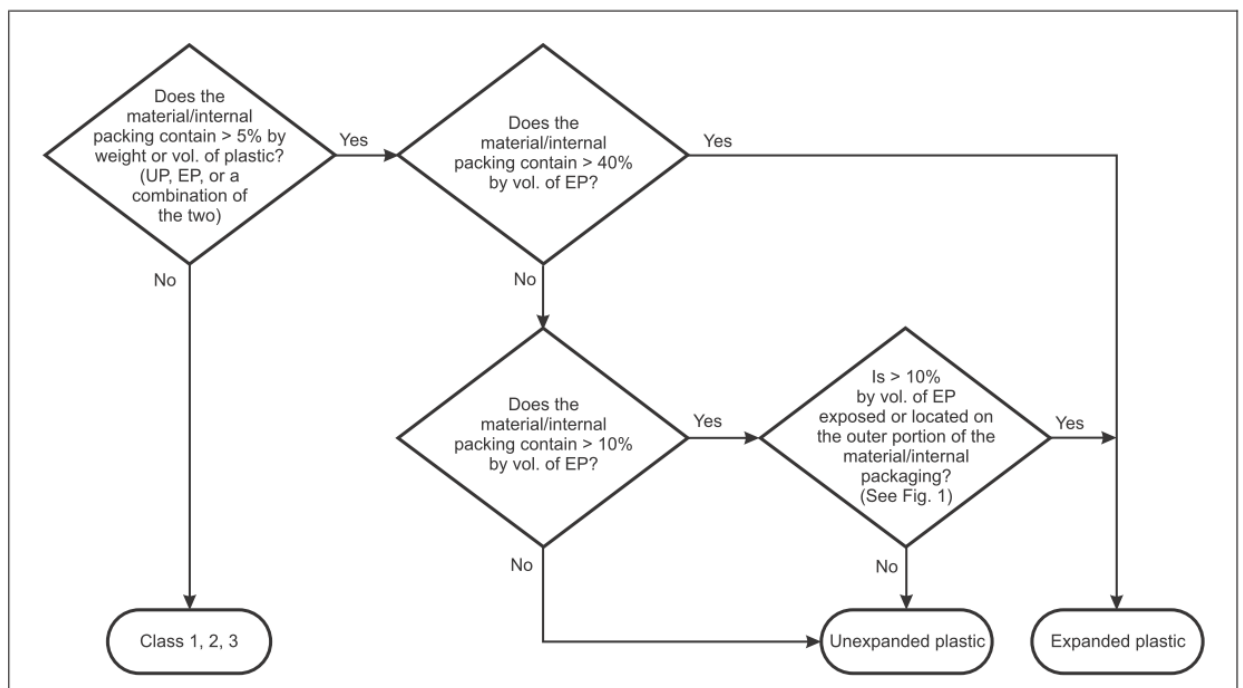 Does the
material/internal
packing contain > 5% by
weight or vol. of plastic?
(UP, EP, or a
combination of
the two)
Yes
No
Does the
material/internal
packing contain > 40%
by vol. of EP?
Yes
No
Does the
material/internal
packing contain > 10%
by vol. of EP?
Yes
No
Is > 10%
by vol. of EP
exposed or located on
the outer portion of the
material/internal
packaging?
(See Fig. 1)
Yes
No
Class 1, 2, 3
Unexpanded plastic
Expanded plastic